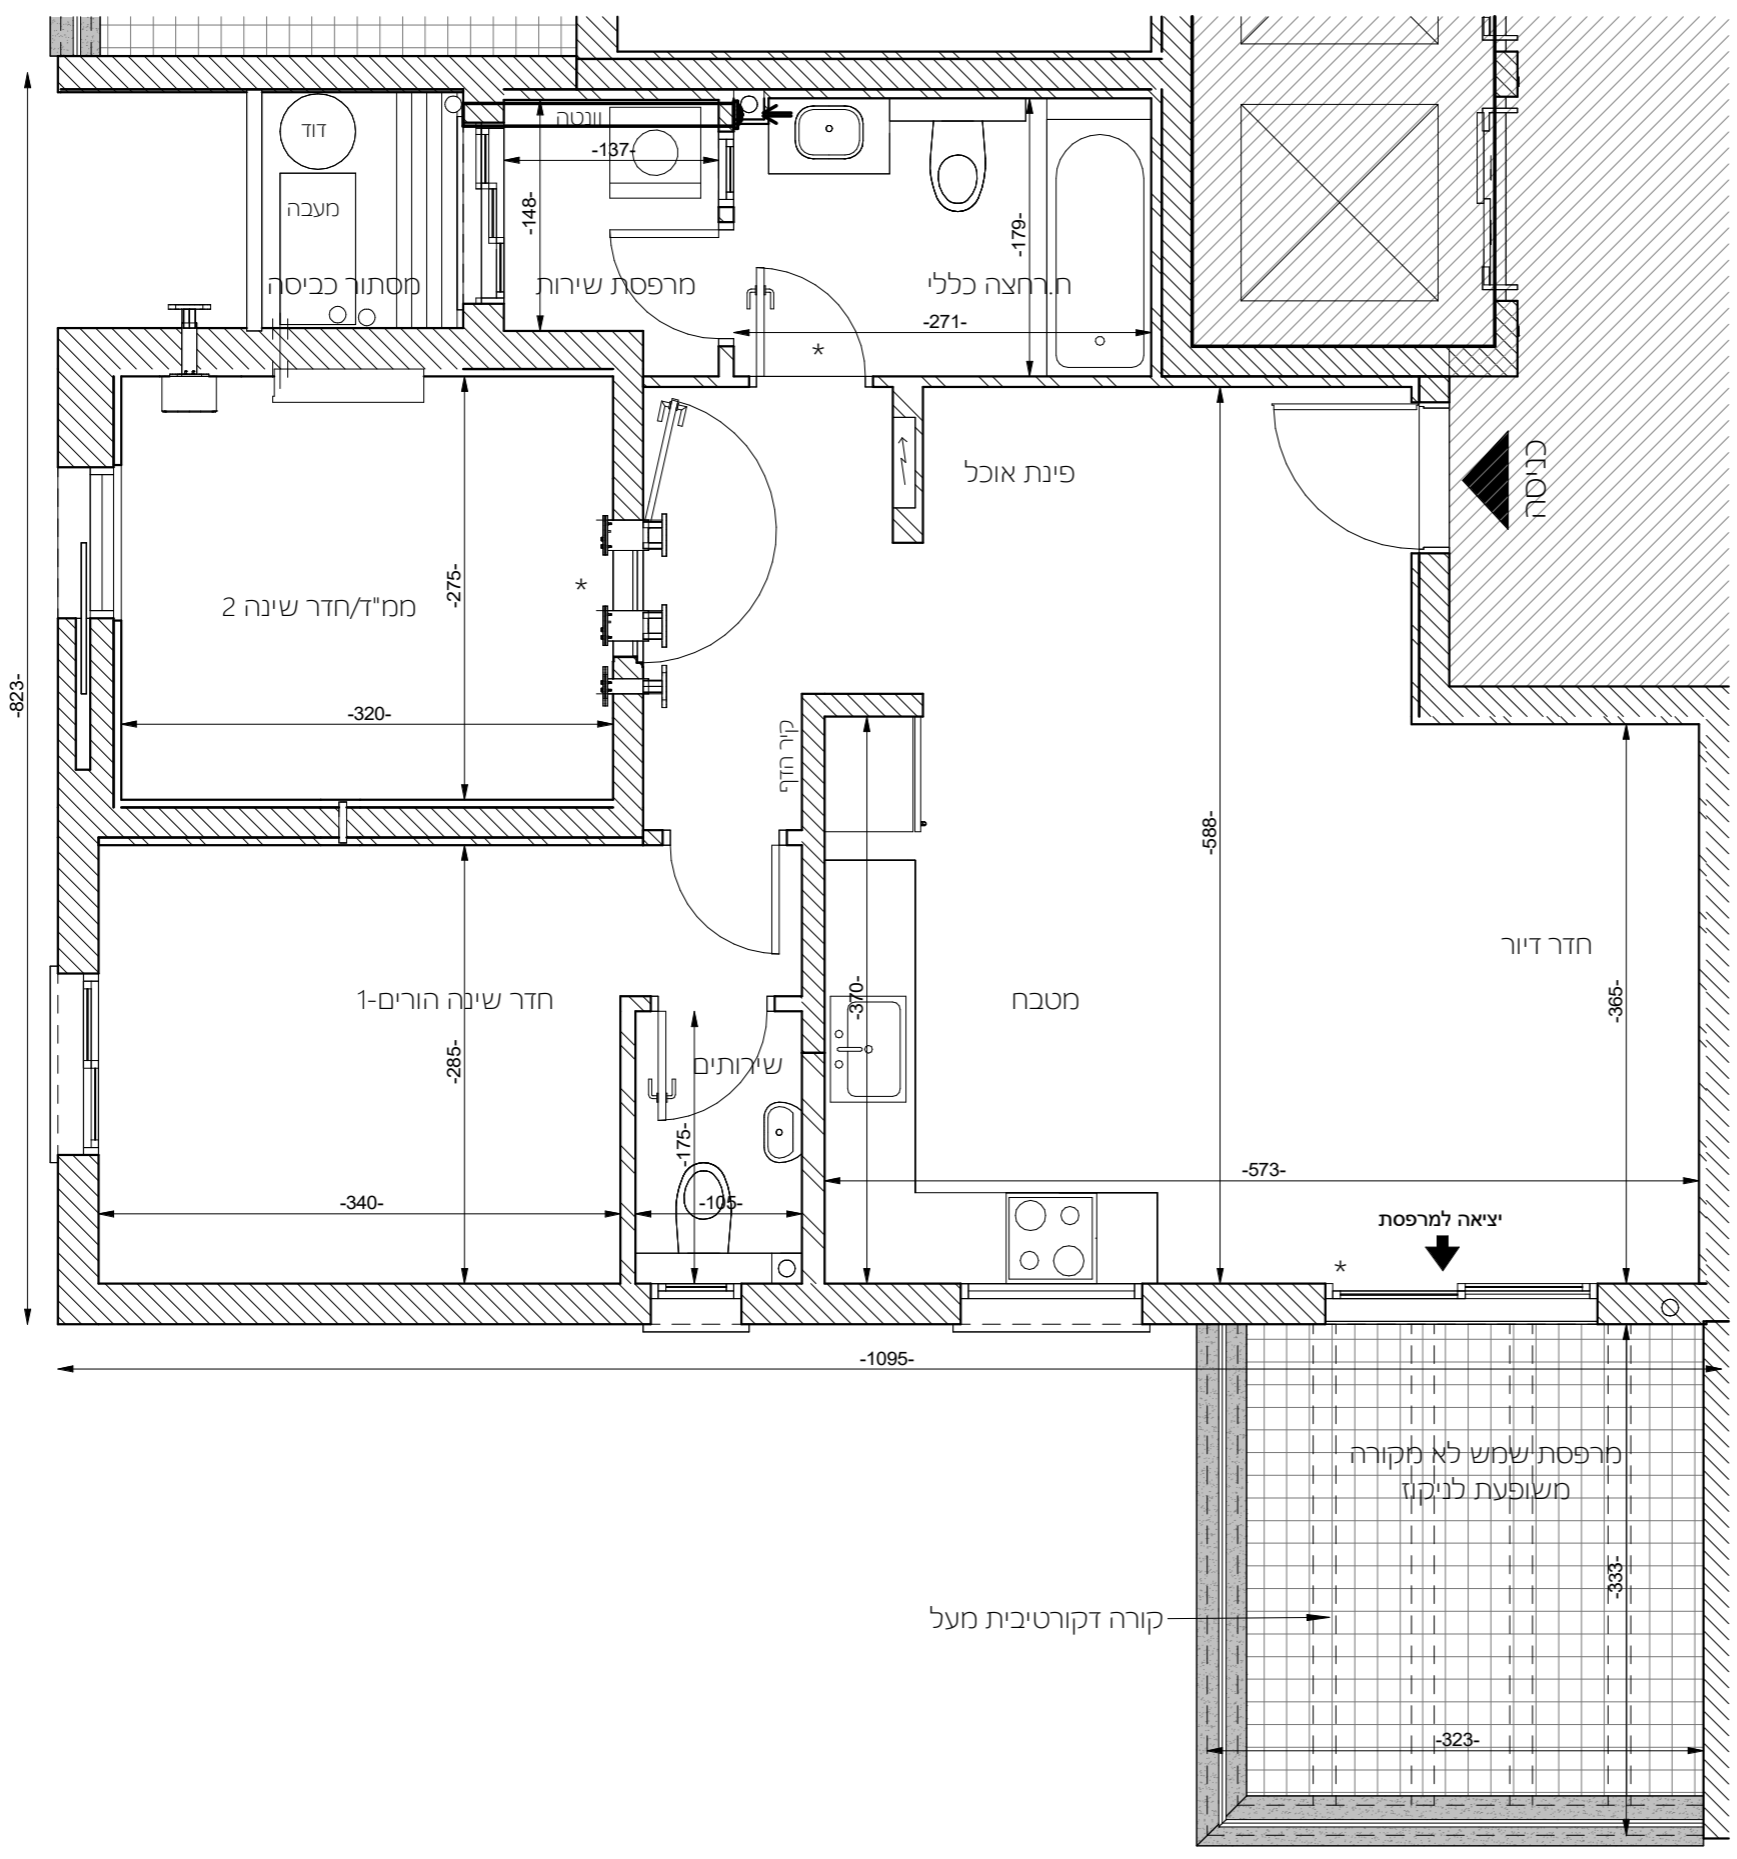 דוד
וונטה
-137-
מעבה
-148-
-179-
מסתור כביסה
מרפסת שירות
ח.רחצה כללי
-271-
*
כניסה
פינת אוכל
-275-
*
ממ"ד/חדר שינה 2
-823-
-320-
קיר הדף
-588-
חדר דיור
חדר שינה הורים-1
מטבח
-370-
-365-
-285-
שירותים
-175-
-573-
-340-
-105-
יציאה למרפסת
*
-1095-
מרפסת שמש לא מקורה
משופעת לניקוז
-333-
קורה דקורטיבית מעל
-323-